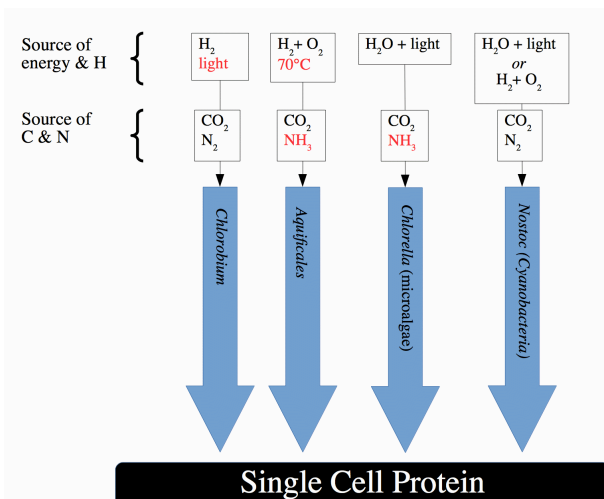 Source of
energy & H
H₂
light
H₂+ O₂
70°C
H₂O + light
H₂O + light
or
H₂+ O₂
Source of
C & N
CO₂
N₂
CO₂
NH₃
CO₂
NH₃
CO₂
N₂
Chlorobium
Aquificales
Chlorella (microalgae)
Nostoc (Cyanobacteria)
Single Cell Protein